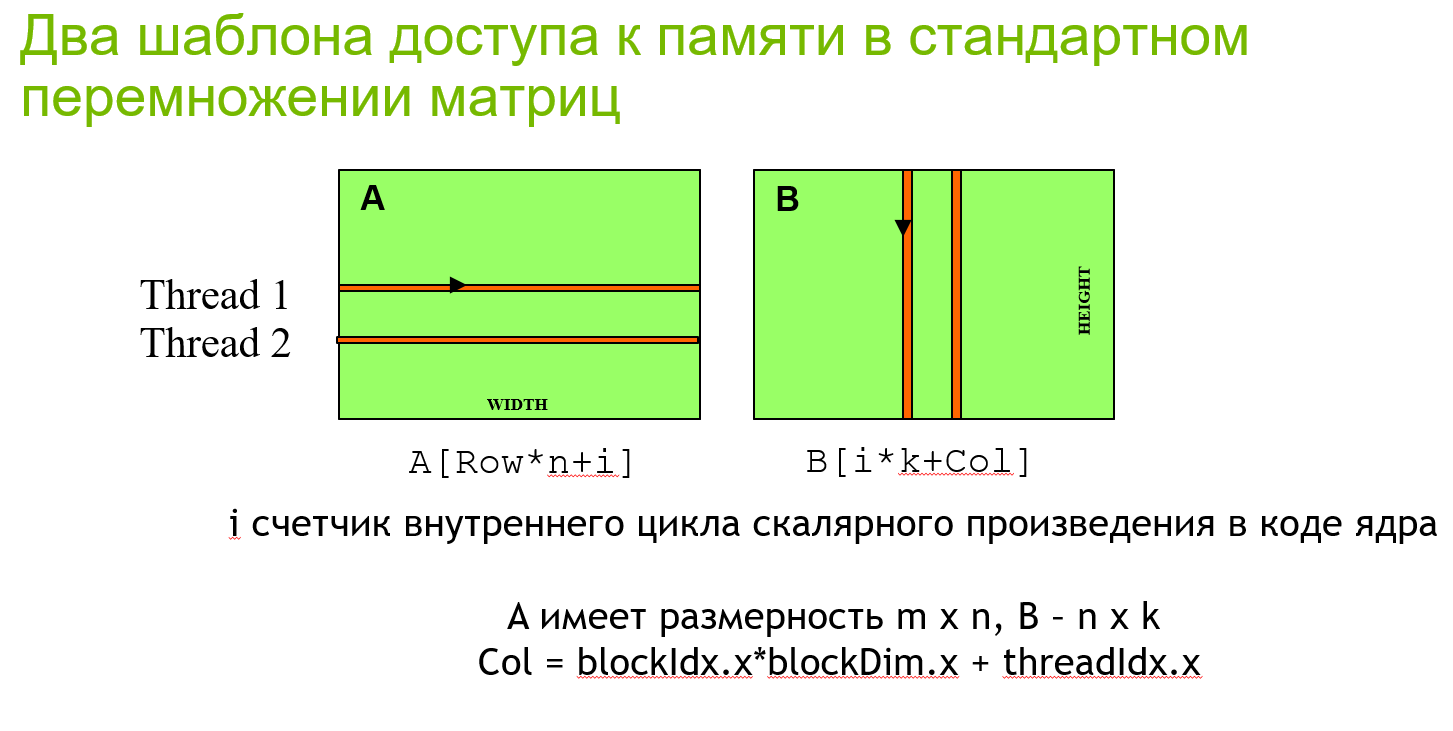 Два шаблона доступа к памяти в стандартном
перемножении матриц
A
B
Thread 1
Thread 2
HEIGHT
WIDTH
A[Row*n+i]
B[i*k+Col]
i счетчик внутреннего цикла скалярного произведения в коде ядра
А имеет размерность m x n, B – n x k
Col = blockIdx.x*blockDim.x + threadIdx.x